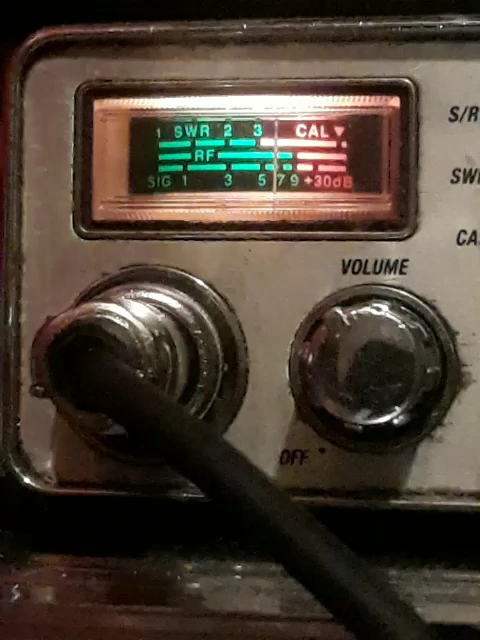 1 SWR 2 3 CAL
RF
SIG 1 3 5 7 9 +30dB
S/R
SW
CA
VOLUME
OFF